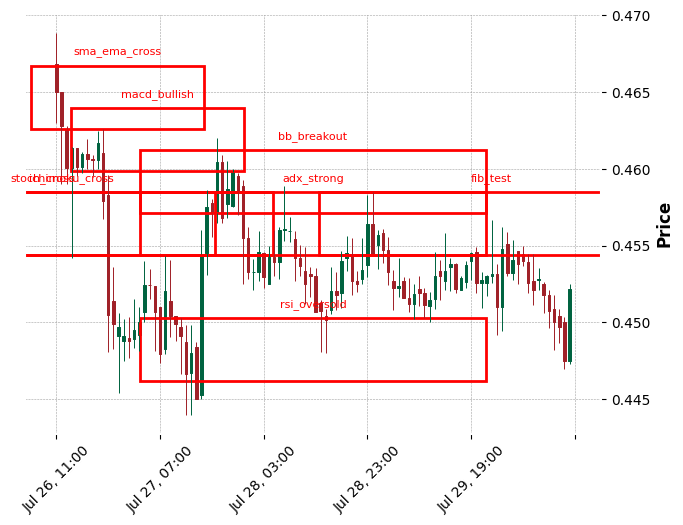 0.470
sma_ema_cross
0.465
macd_bullish
bb_breakout
0.460
adx_strong
fib_test
Price
0.455
rsi_oversold
0.450
0.445
Jul 26, 11:00
Jul 27, 07:00
Jul 28, 03:00
Jul 28, 23:00
Jul 29, 19:00